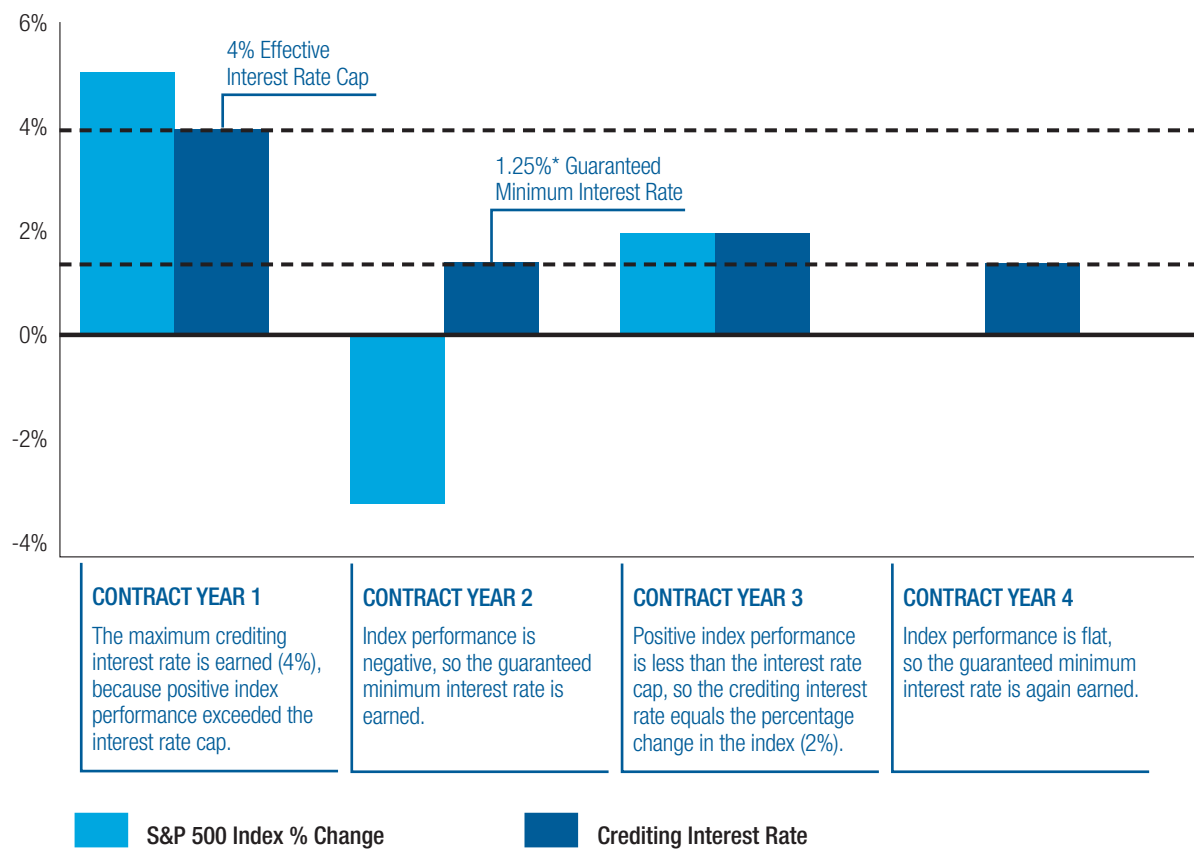 6%
4% Effective
Interest Rate Cap
4%
1.25%* Guaranteed
Minimum Interest Rate
2%
0%
-2%
-4%
CONTRACT YEAR 1
The maximum crediting
interest rate is earned (4%),
because positive index
performance exceeded the
interest rate cap.
CONTRACT YEAR 2
Index performance is
negative, so the guaranteed
minimum interest rate is
earned.
CONTRACT YEAR 3
Positive index performance
is less than the interest rate
cap, so the crediting interest
rate equals the percentage
change in the index (2%).
CONTRACT YEAR 4
Index performance is flat,
so the guaranteed minimum
interest rate is again earned.
S&P 500 Index % Change
Crediting Interest Rate